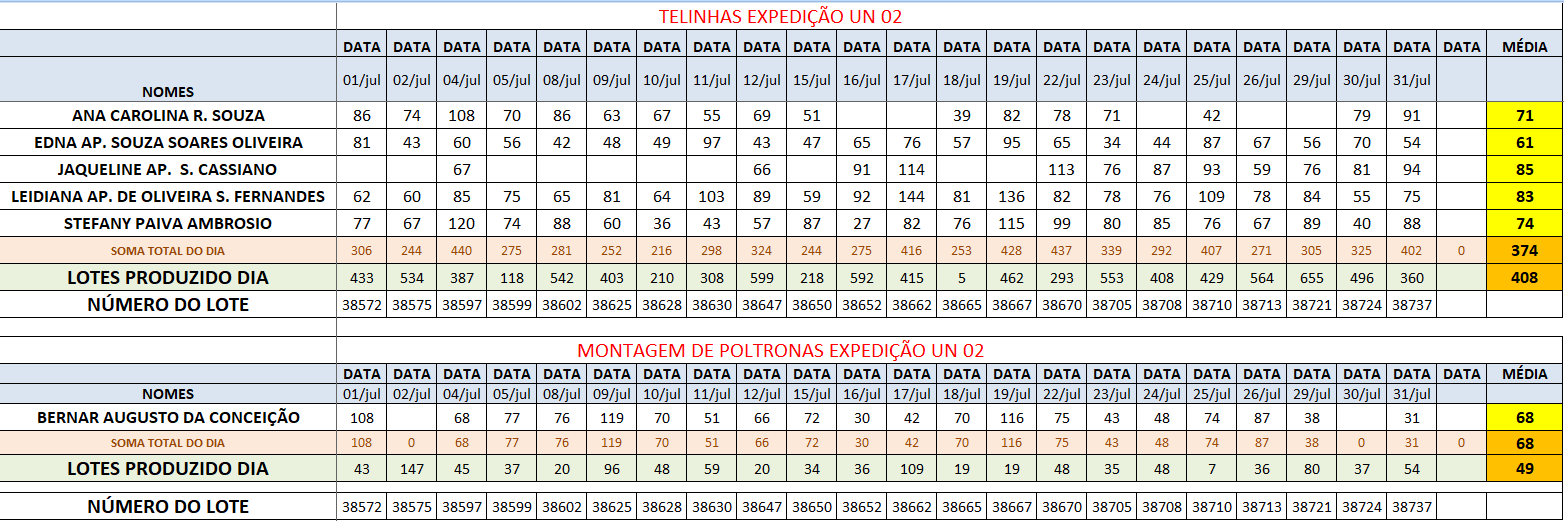 TELINHAS EXPEDIÇÃO UN 02
DATA DATA DATA DATA DATA DATA DATA DATA DATA DATA DATA DATA DATA DATA DATA DATA DATA DATA DATA DATA DATA DATA DATA MÉDIA
NOMES 01/jul 02/jul 04/jul 05/jul 08/jul 09/jul 10/jul 11/jul 12/jul 15/jul 16/jul 17/jul 18/jul 19/jul 22/jul 23/jul 24/jul 25/jul 26/jul 29/jul 30/jul 31/jul
ANA CAROLINA R. SOUZA 86 74 108 70 86 63 67 55 69 51 39 82 78 71 42 79 91 71
EDNA AP. SOUZA SOARES OLIVEIRA 81 43 60 56 42 48 49 97 43 47 65 76 57 95 65 34 44 87 67 56 70 54 61
JAQUELINE AP. S. CASSIANO 67 66 91 114 113 76 87 93 59 76 81 94 85
LEIDIANA AP. DE OLIVEIRA S. FERNANDES 62 60 85 75 65 81 64 103 89 59 92 144 81 136 82 78 76 109 78 84 55 75 83
STEFANY PAIVA AMBROSIO 77 67 120 74 88 60 36 43 57 87 27 82 76 115 99 80 85 76 67 89 40 88 74
SOMA TOTAL DO DIA 306 244 440 275 281 252 216 298 324 244 275 416 253 428 437 339 292 407 271 305 325 402 0 374
LOTES PRODUZIDO DIA 433 534 387 118 542 403 210 308 599 218 592 415 5 462 293 553 408 429 564 655 496 360 408
NÚMERO DO LOTE 38572 38575 38597 38599 38602 38625 38628 38630 38647 38650 38652 38662 38665 38667 38670 38705 38708 38710 38713 38721 38724 38737
MONTAGEM DE POLTRONAS EXPEDIÇÃO UN 02
DATA DATA DATA DATA DATA DATA DATA DATA DATA DATA DATA DATA DATA DATA DATA DATA DATA DATA DATA DATA DATA DATA DATA MÉDIA
NOMES 01/jul 02/jul 04/jul 05/jul 08/jul 09/jul 10/jul 11/jul 12/jul 15/jul 16/jul 17/jul 18/jul 19/jul 22/jul 23/jul 24/jul 25/jul 26/jul 29/jul 30/jul 31/jul
BERNAR AUGUSTO DA CONCEIÇÃO 108 68 77 76 119 70 51 66 72 30 42 70 116 75 43 48 74 87 38 31 68
SOMA TOTAL DO DIA 108 0 68 77 76 119 70 51 66 72 30 42 70 116 75 43 48 74 87 38 0 31 0 68
LOTES PRODUZIDO DIA 43 147 45 37 20 96 48 59 20 34 36 109 19 19 48 35 48 7 36 80 37 54 49
NÚMERO DO LOTE 38572 38575 38597 38599 38602 38625 38628 38630 38647 38650 38652 38662 38665 38667 38670 38705 38708 38710 38713 38721 38724 38737